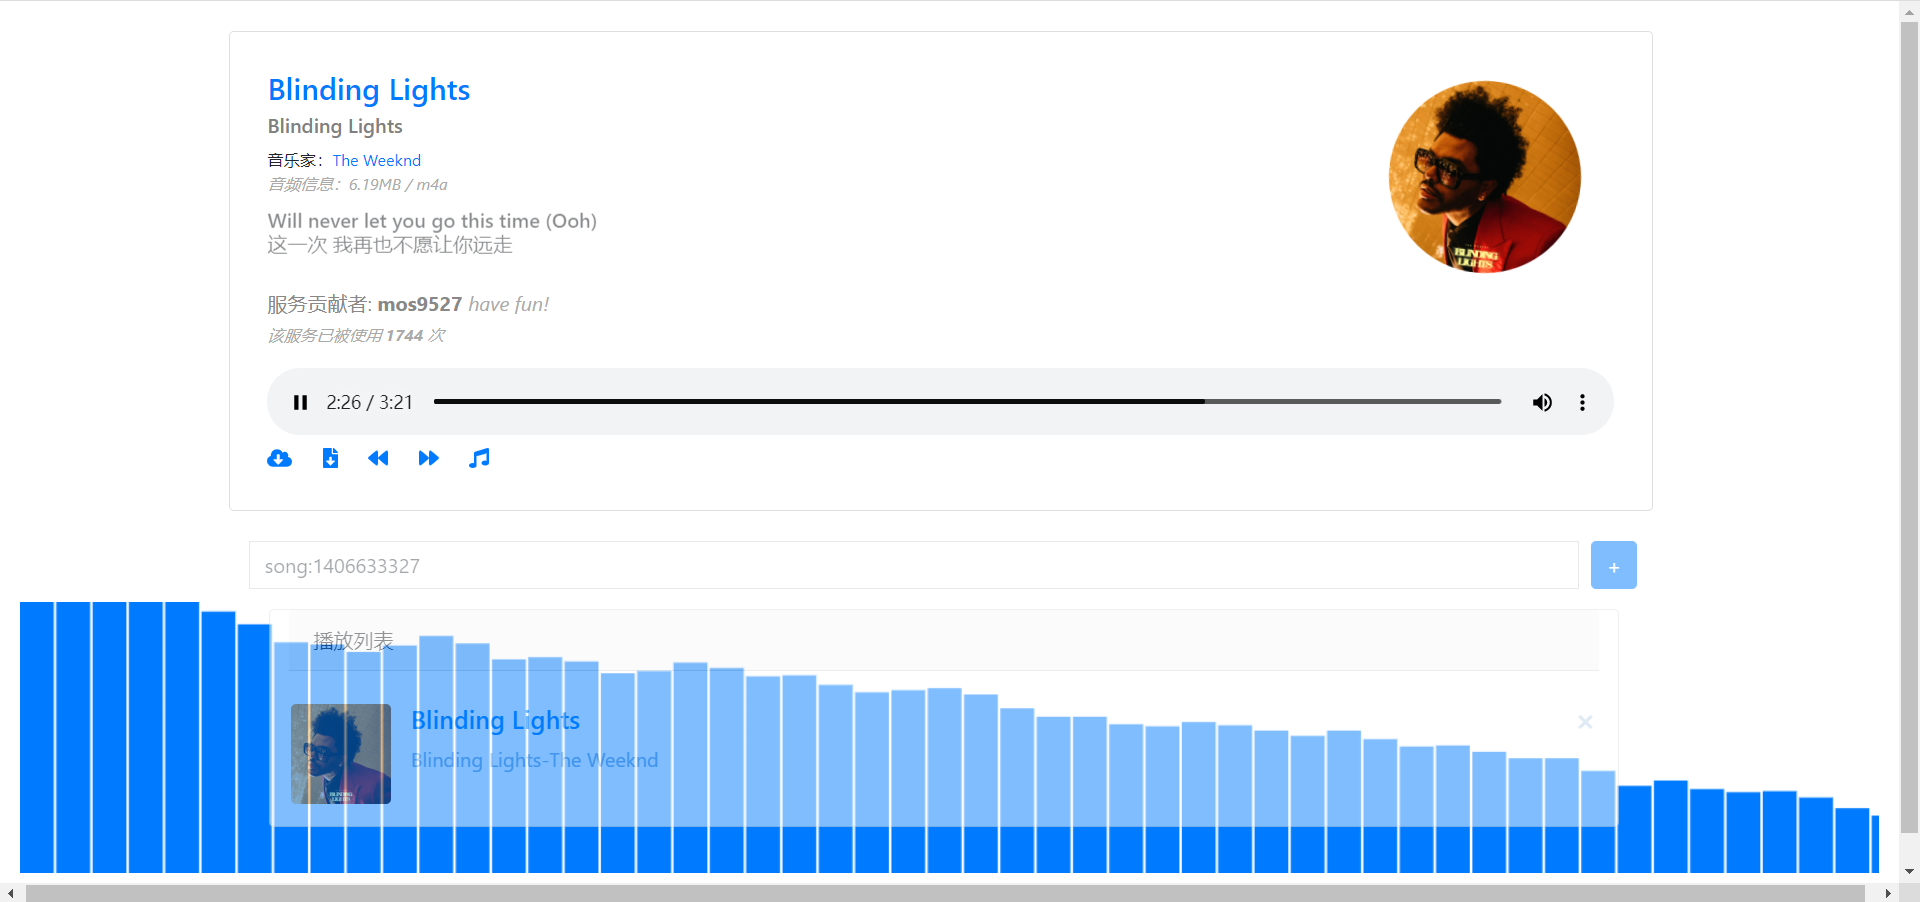 Blinding Lights
Blinding Lights
音乐家：The Weeknd
音频信息：6.19MB / m4a
Will never let you go this time (Ooh)
这一次 我再也不愿让你远走
服务贡献者: mos9527 have fun!
该服务已被使用 1744 次
2:26 / 3:21
song:1406633327
+
播放列表
Blinding Lights
Blinding Lights-The Weeknd
BLINDING
LIGHTS